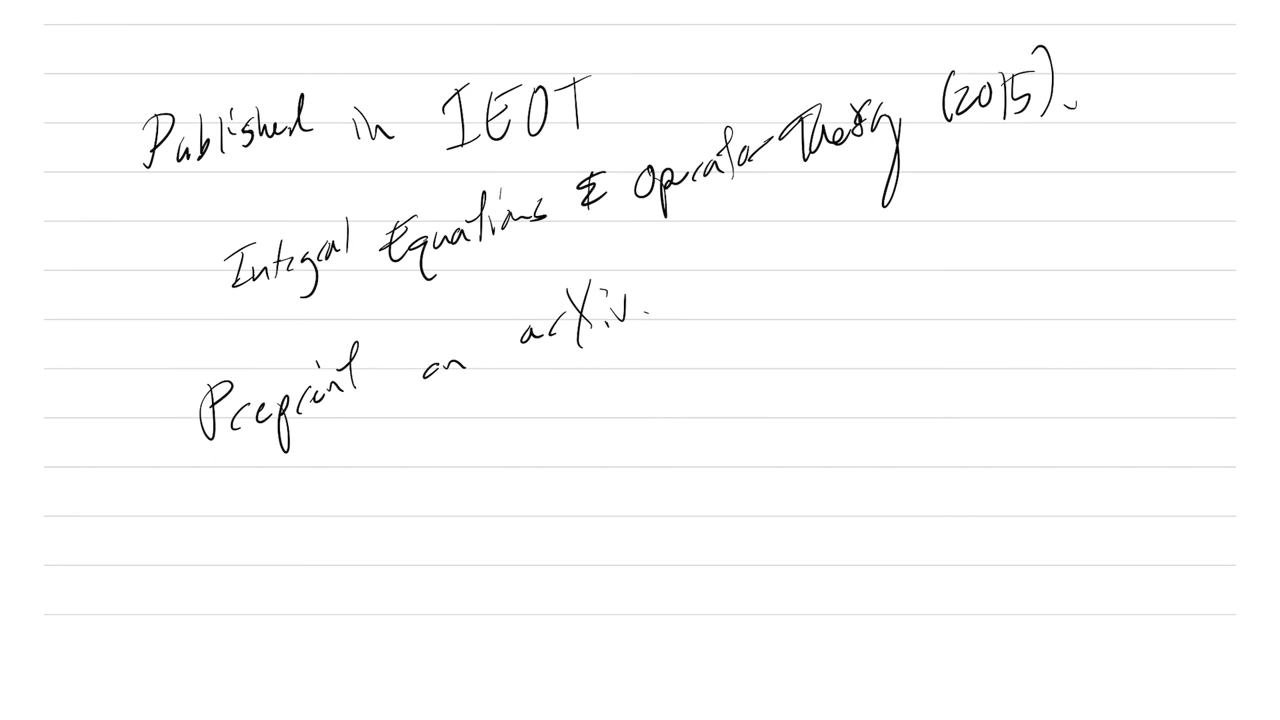 Published in IEOT
Integral Equations & Operator Theory (2015).
Preprint on arXiv.